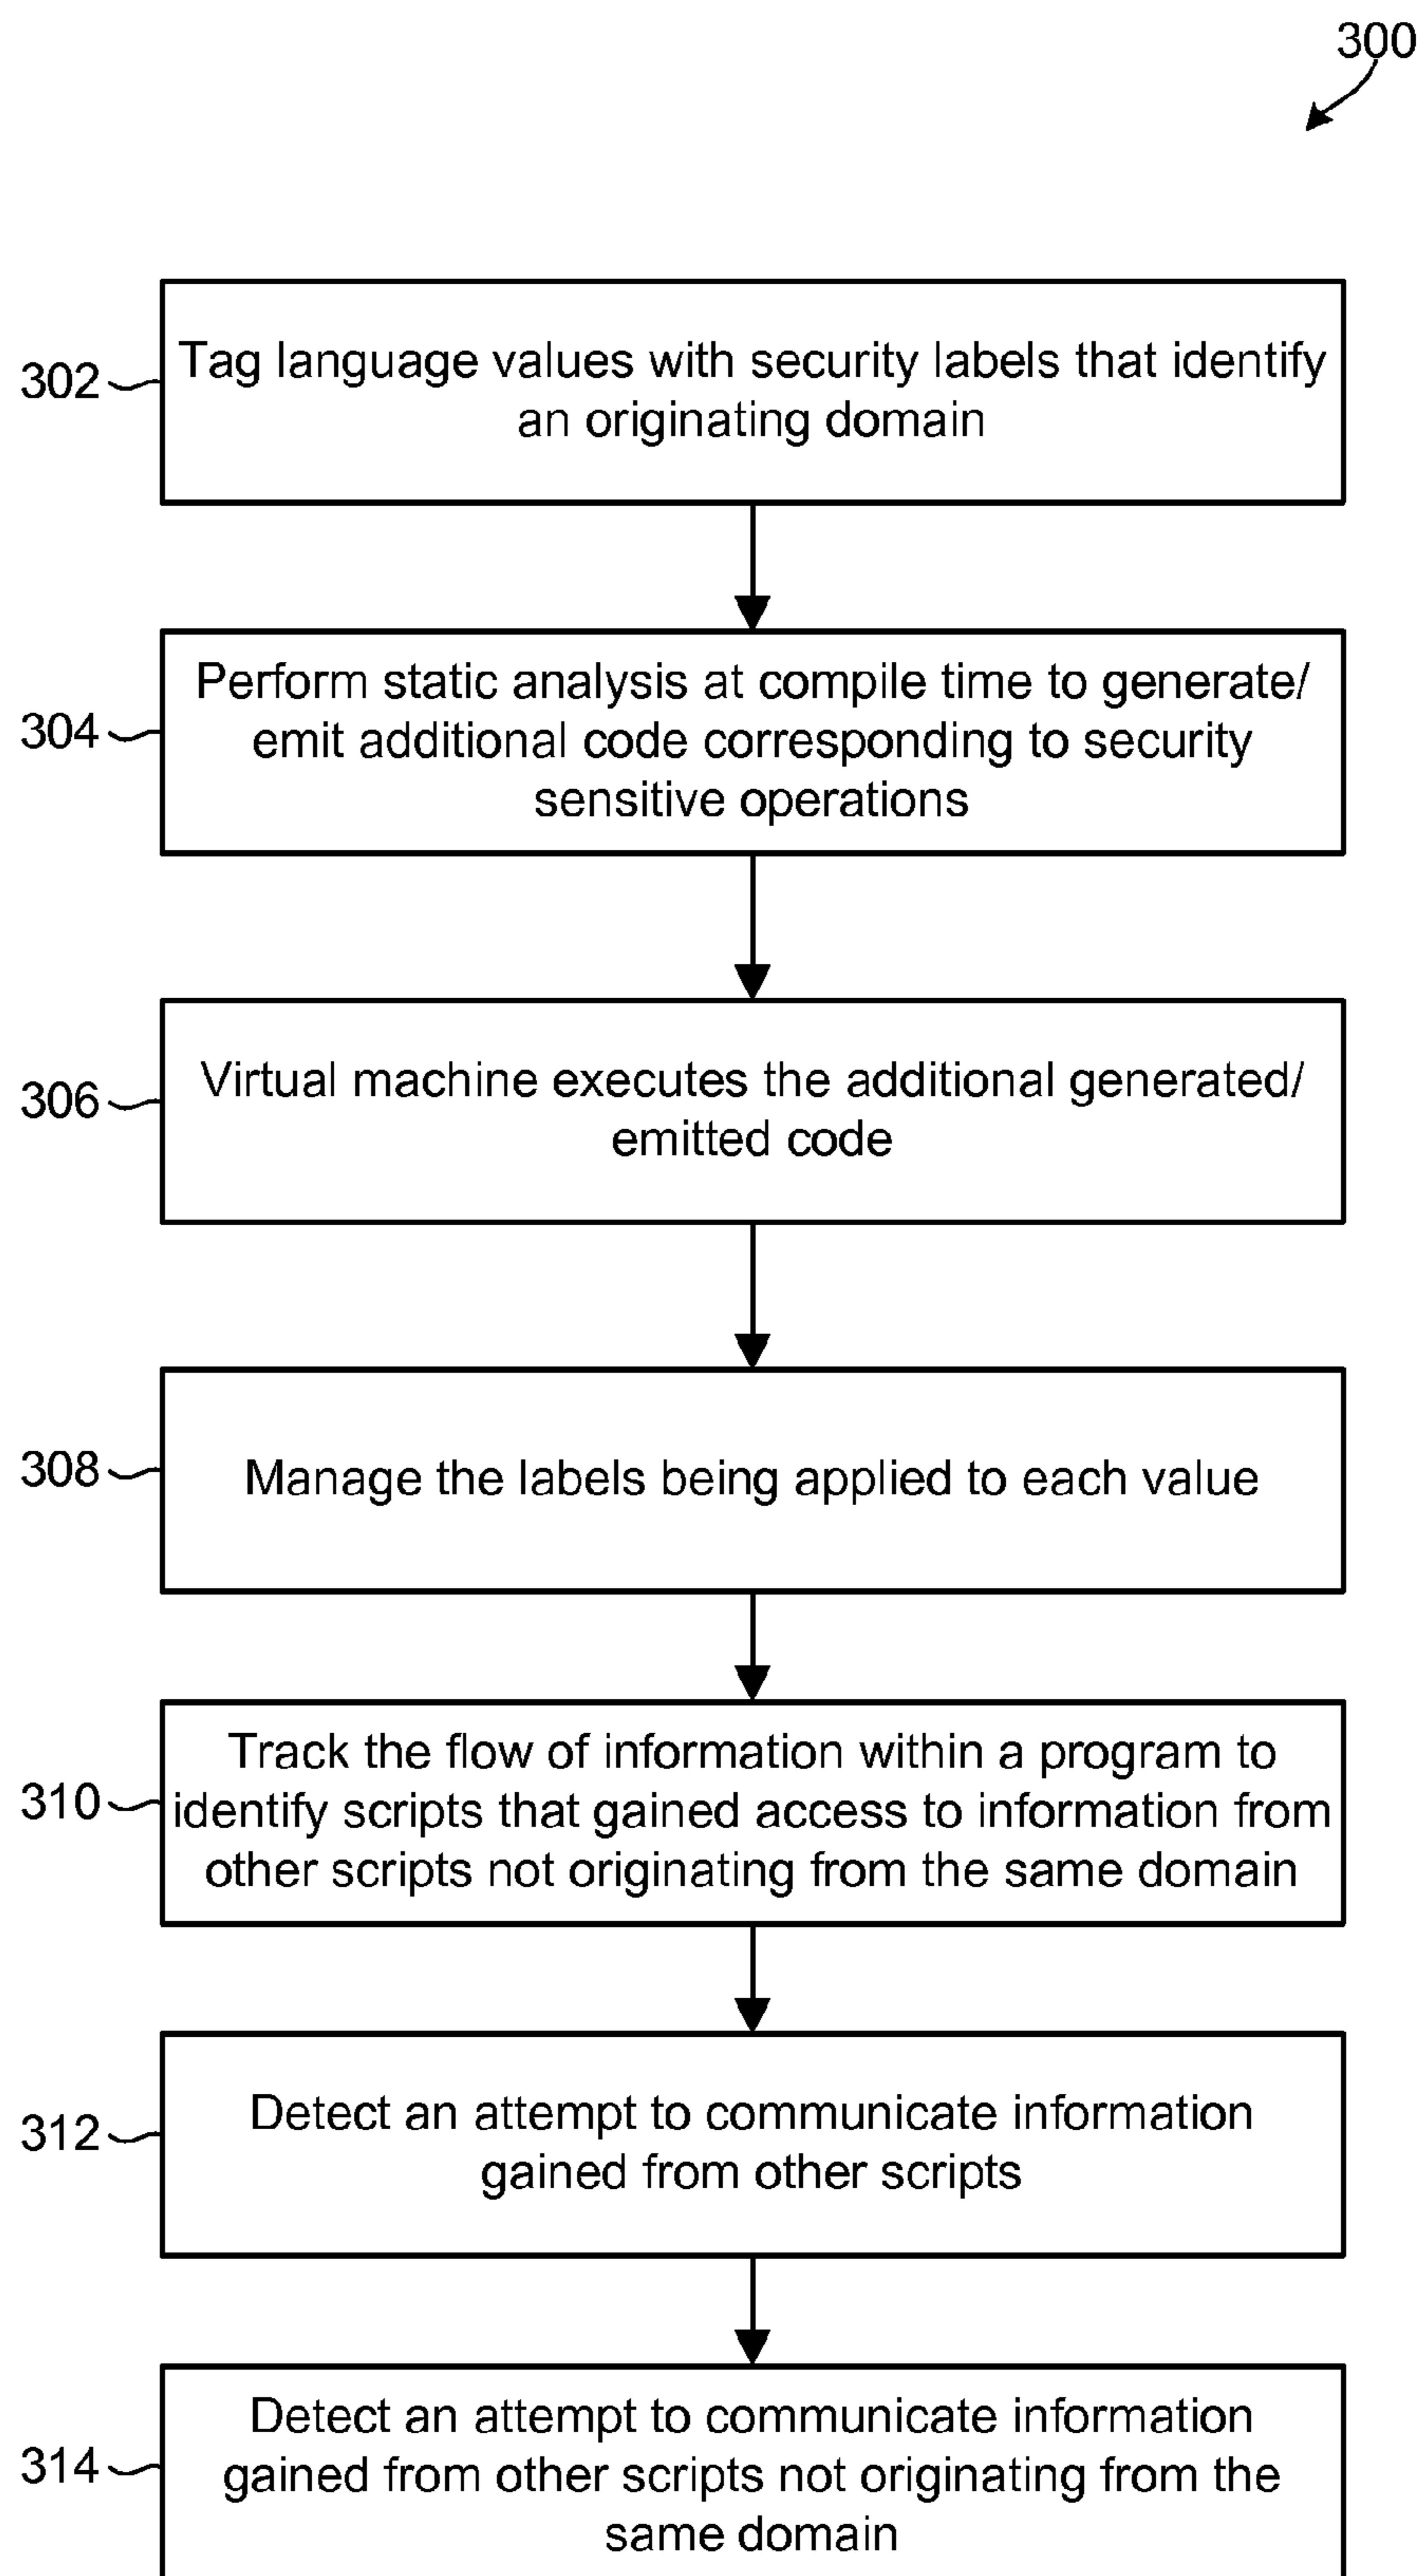 300
302
Tag language values with security labels that identify
an originating domain
304
Perform static analysis at compile time to generate/
emit additional code corresponding to security
sensitive operations
306
Virtual machine executes the additional generated/
emitted code
308
Manage the labels being applied to each value
310
Track the flow of information within a program to
identify scripts that gained access to information from
other scripts not originating from the same domain
312
Detect an attempt to communicate information
gained from other scripts
314
Detect an attempt to communicate information
gained from other scripts not originating from the
same domain